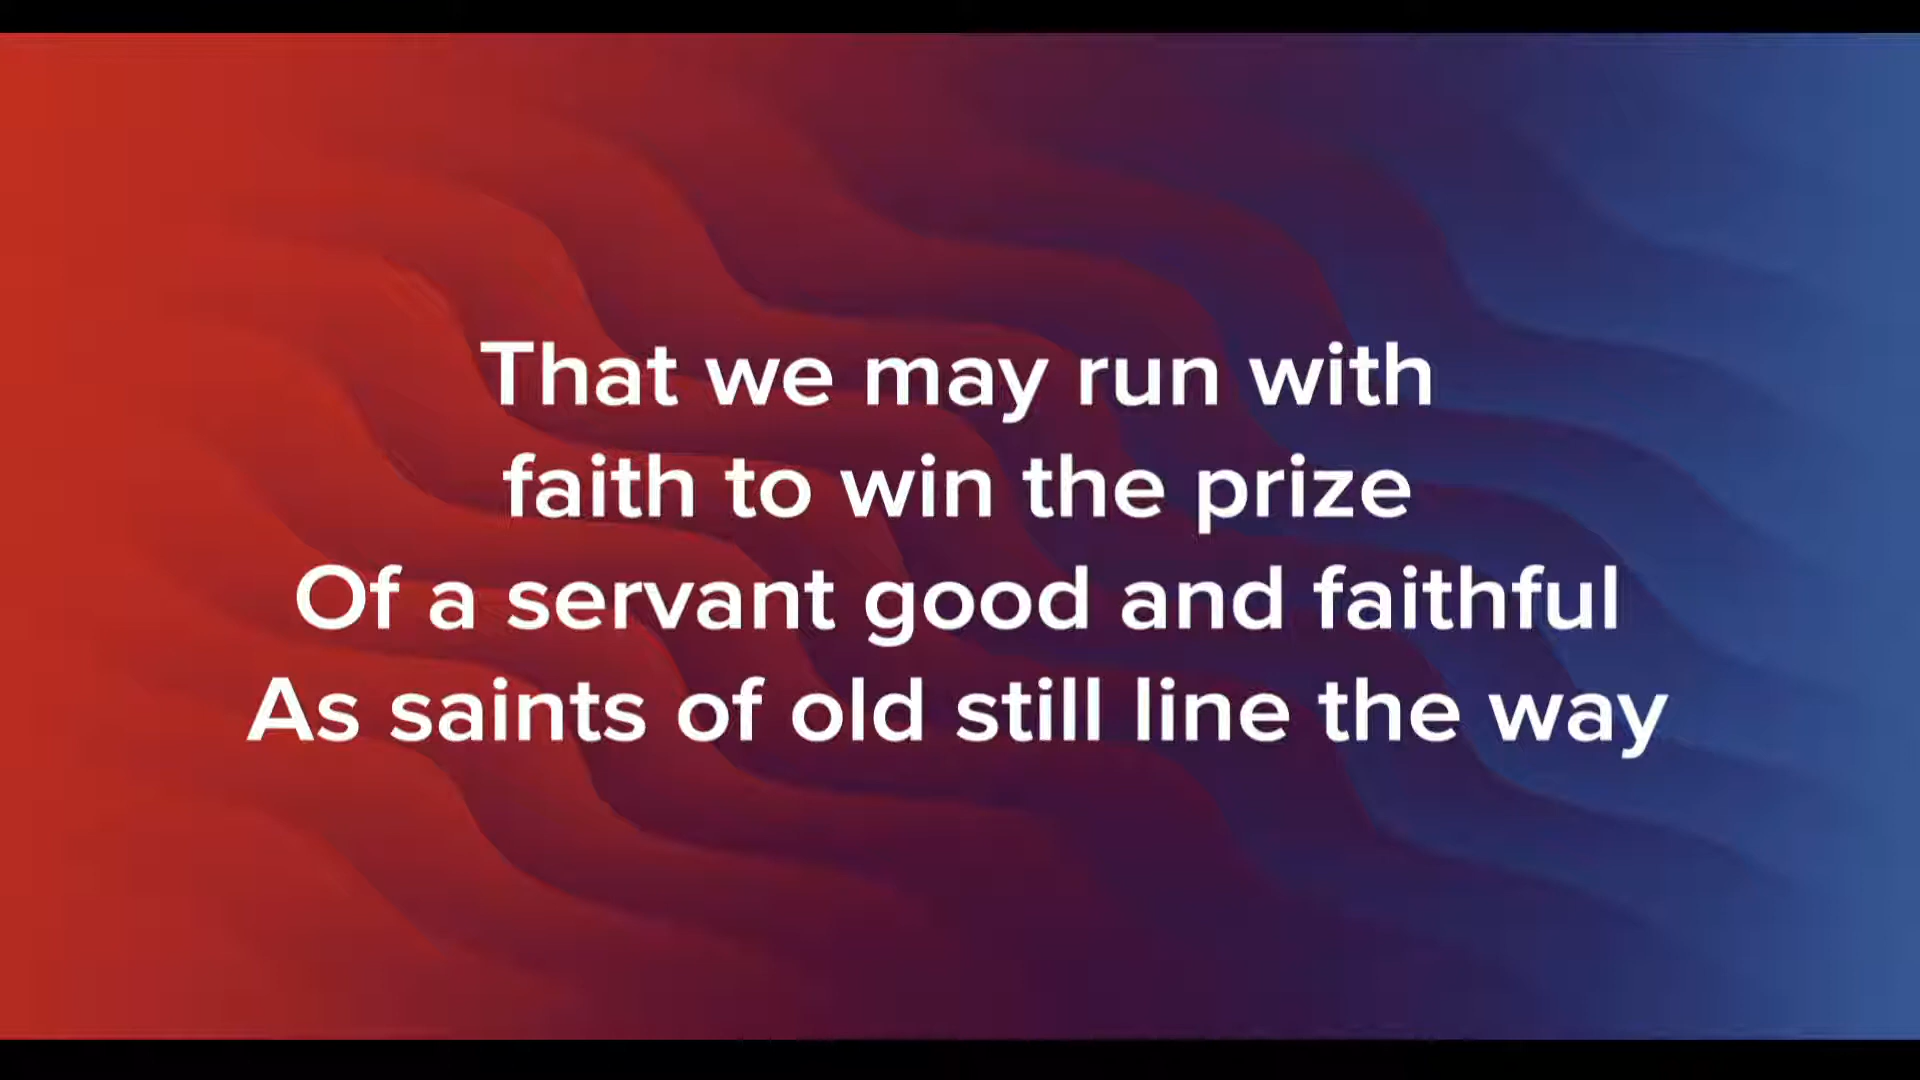 That we may run with
faith to win the prize
Of a servant good and faithful
As saints of old still line the way